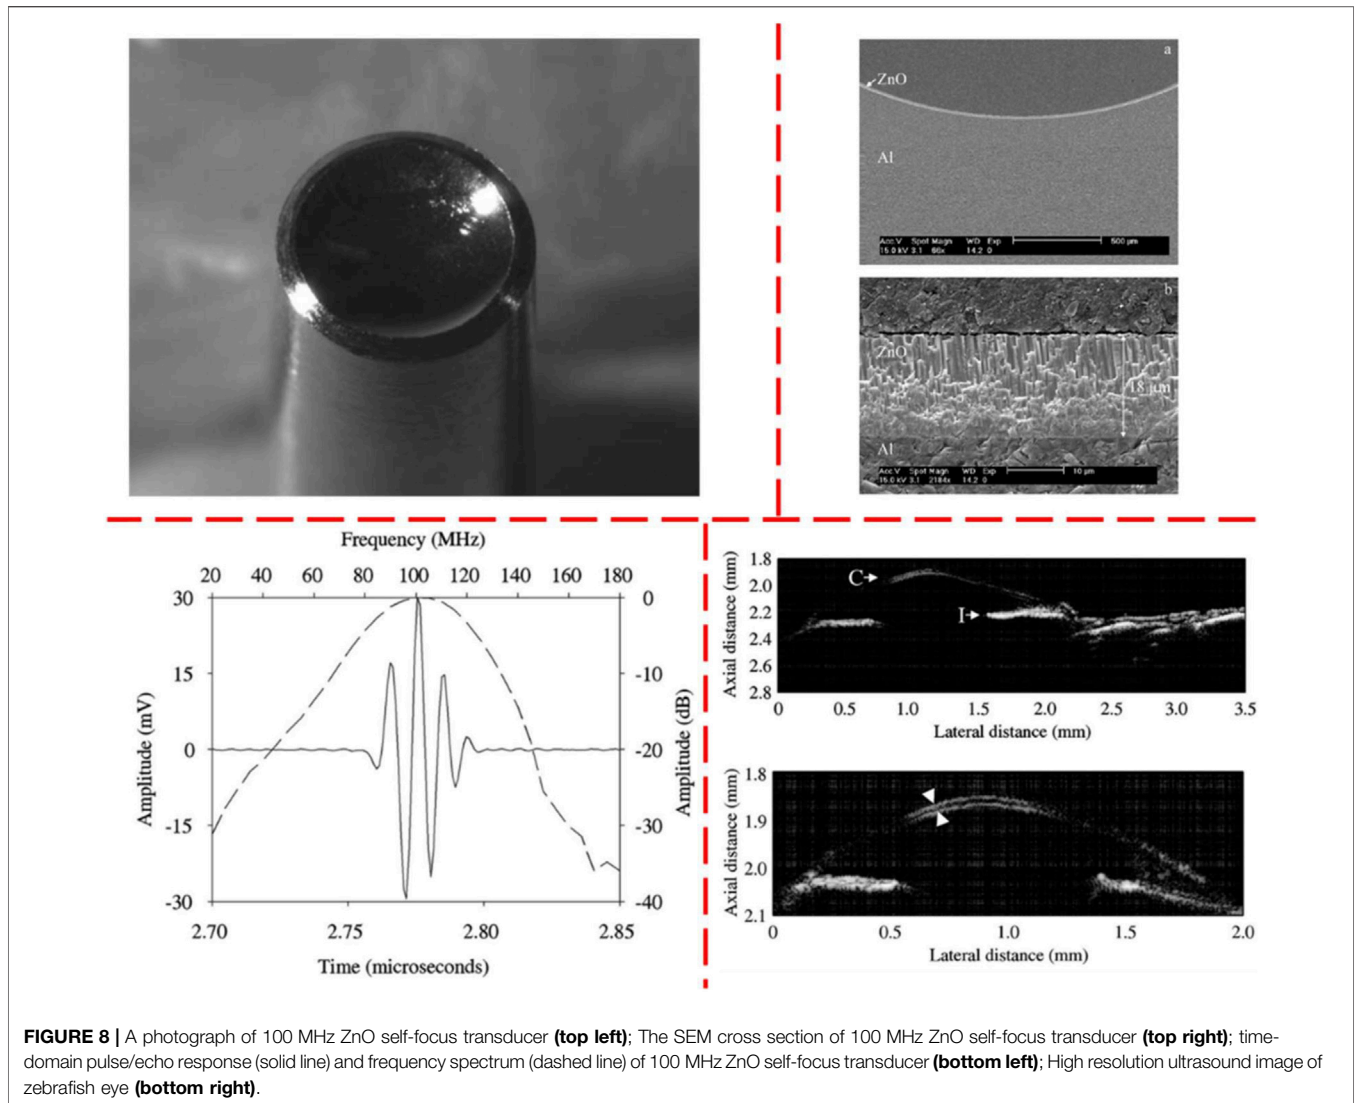 a
ZnO
Al
Acc.V Spot Magn WD Exp 500 µm
15.0 kV 3.1 66x 14.2 0
b
ZnO
18 µm
Al
Acc.V Spot Magn WD Exp 10 µm
15.0 kV 3.1 2184x 14.2 0
Frequency (MHz)
20 40 60 80 100 120 140 160 180
30 0
15 -10
0 -20
-15 -30
-30 -40
Amplitude (mV)
Amplitude (dB)
2.70 2.75 2.80 2.85
Time (microseconds)
Axial distance (mm)
1.8
2.0
2.2
2.4
2.6
2.8
C
I
0 0.5 1.0 1.5 2.0 2.5 3.0 3.5
Lateral distance (mm)
Axial distance (mm)
1.8
1.9
2.0
2.1
0 0.5 1.0 1.5 2.0
Lateral distance (mm)
FIGURE 8 | A photograph of 100 MHz ZnO self-focus transducer (top left); The SEM cross section of 100 MHz ZnO self-focus transducer (top right); time-
domain pulse/echo response (solid line) and frequency spectrum (dashed line) of 100 MHz ZnO self-focus transducer (bottom left); High resolution ultrasound image of
zebrafish eye (bottom right).